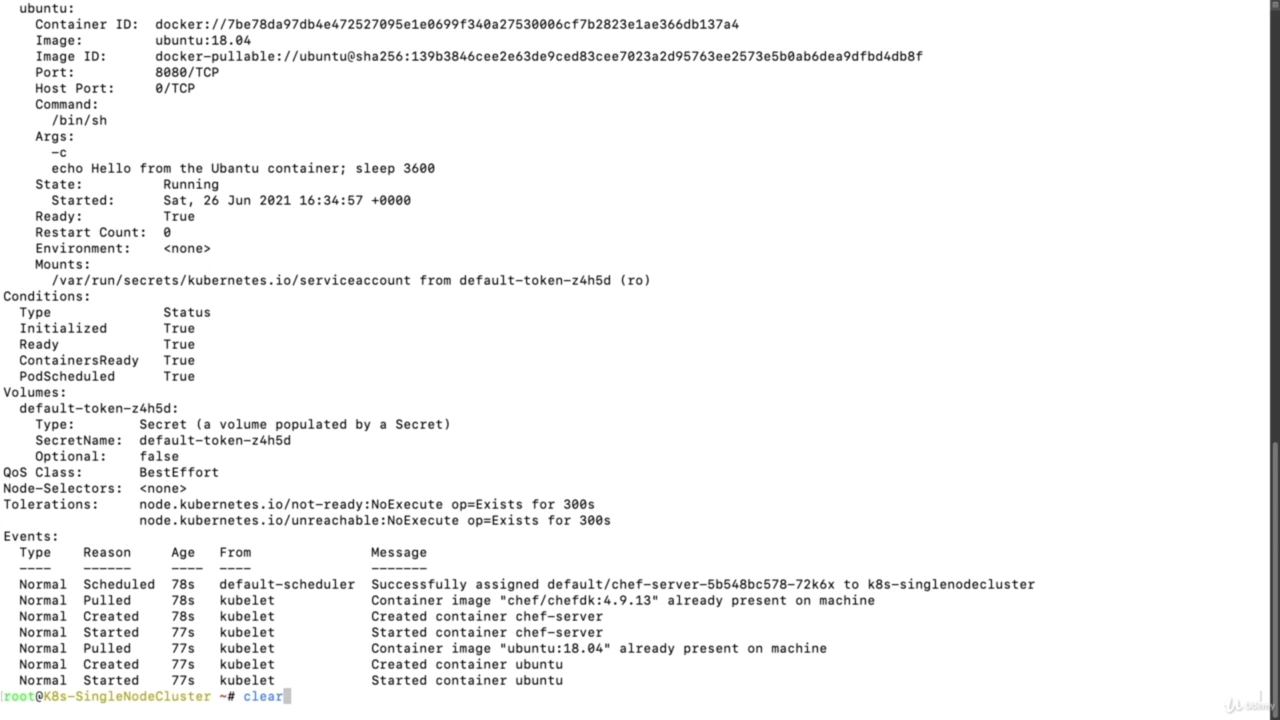 ubuntu:
Container ID: docker://7be78da97db4e472527095e1e0699f340a27530006cf7b2823e1ae366db137a4
Image: ubuntu:18.04
Image ID: docker-pullable://ubuntu@sha256:139b3846cee2e63de9ced83cee7023a2d95763ee2573e5b0ab6dea9dfbd4db8f
Port: 8080/TCP
Host Port: 0/TCP
Command:
/bin/sh
Args:
-c
echo Hello from the Ubantu container; sleep 3600
State: Running
Started: Sat, 26 Jun 2021 16:34:57 +0000
Ready: True
Restart Count: 0
Environment: <none>
Mounts:
/var/run/secrets/kubernetes.io/serviceaccount from default-token-z4h5d (ro)
Conditions:
Type Status
Initialized True
Ready True
ContainersReady True
PodScheduled True
Volumes:
default-token-z4h5d:
Type: Secret (a volume populated by a Secret)
SecretName: default-token-z4h5d
Optional: false
QoS Class: BestEffort
Node-Selectors: <none>
Tolerations: node.kubernetes.io/not-ready:NoExecute op=Exists for 300s
node.kubernetes.io/unreachable:NoExecute op=Exists for 300s
Events:
Type Reason Age From Message
---- ------ ---- ---- -------
Normal Scheduled 78s default-scheduler Successfully assigned default/chef-server-5b548bc578-72k6x to k8s-singlenodecluster
Normal Pulled 78s kubelet Container image "chef/chefdk:4.9.13" already present on machine
Normal Created 78s kubelet Created container chef-server
Normal Started 77s kubelet Started container chef-server
Normal Pulled 77s kubelet Container image "ubuntu:18.04" already present on machine
Normal Created 77s kubelet Created container ubuntu
Normal Started 77s kubelet Started container ubuntu
root@K8s-SingleNodeCluster ~# clear
Udemy